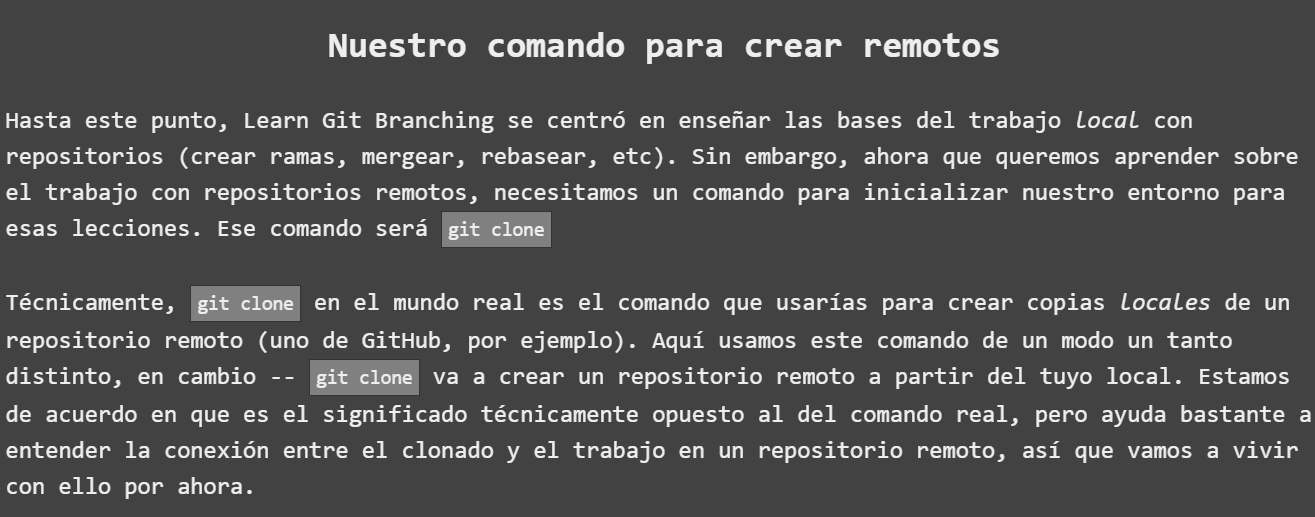 Nuestro comando para crear remotos
Hasta este punto, Learn Git Branching se centró en enseñar las bases del trabajo local con
repositorios (crear ramas, mergear, rebasear, etc). Sin embargo, ahora que queremos aprender sobre
el trabajo con repositorios remotos, necesitamos un comando para inicializar nuestro entorno para
esas lecciones. Ese comando será git clone
Técnicamente, git clone en el mundo real es el comando que usarías para crear copias locales de un
repositorio remoto (uno de GitHub, por ejemplo). Aquí usamos este comando de un modo un tanto
distinto, en cambio -- git clone va a crear un repositorio remoto a partir del tuyo local. Estamos
de acuerdo en que es el significado técnicamente opuesto al del comando real, pero ayuda bastante a
entender la conexión entre el clonado y el trabajo en un repositorio remoto, así que vamos a vivir
con ello por ahora.